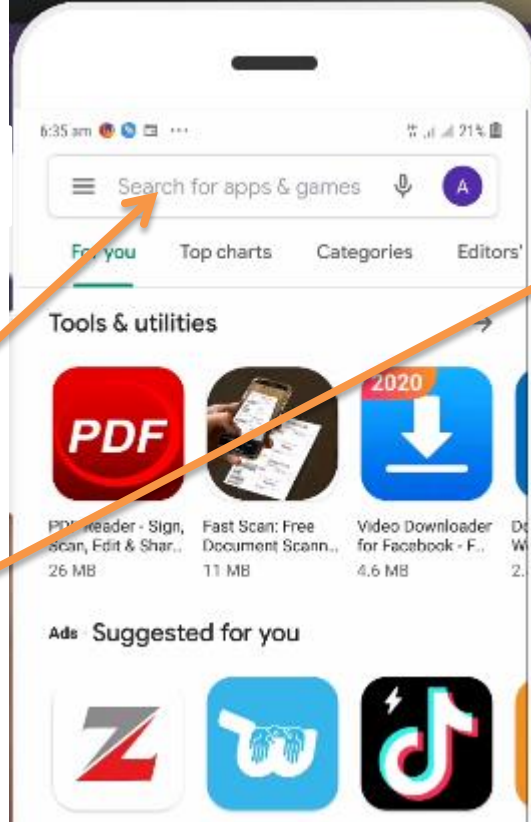 6:35 am ... 21%
Search for apps & games A
For you Top charts Categories Editors'
Tools & utilities
PDF 2020
PDF Reader - Sign, Fast Scan: Free Video Downloader
Scan, Edit & Shar.. Document Scann.. for Facebook - F..
26 MB 11 MB 4.6 MB 2.
Ads · Suggested for you
Z